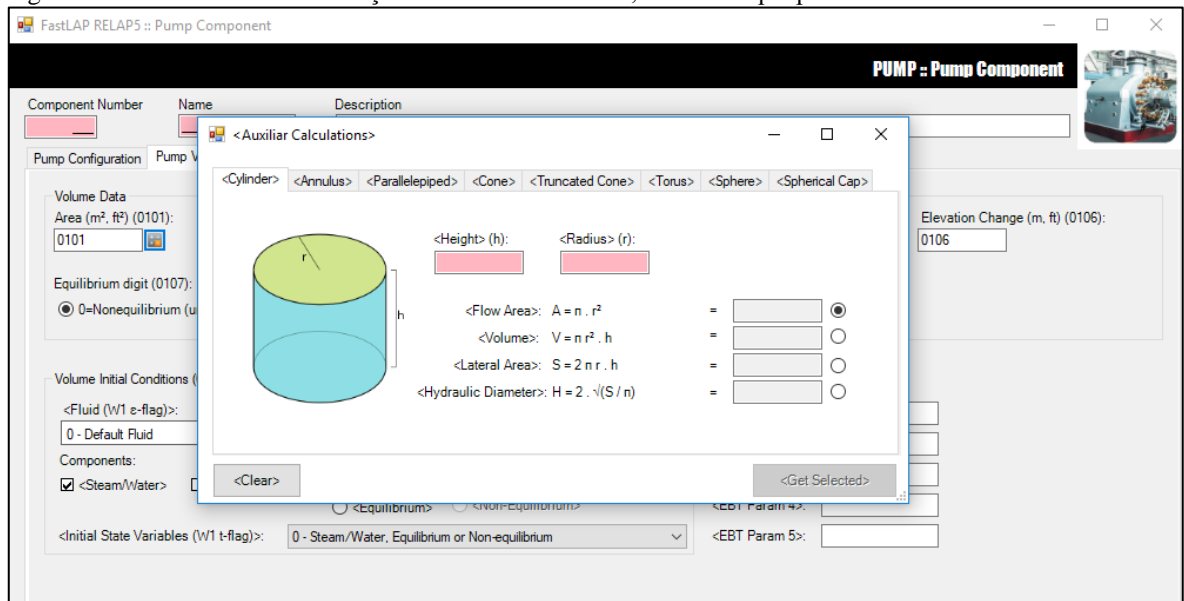 FastLAP RELAP5 :: Pump Component
PUMP :: Pump Component
Component Number Name Description
Pump Configuration Pump V
Volume Data
Area (m², ft²) (0101):
0101
Elevation Change (m, ft) (0106):
0106
Equilibrium digit (0107):
0=Nonequilibrium (u
<Auxiliar Calculations>
<Cylinder> <Annulus> <Parallelepiped> <Cone> <Truncated Cone> <Torus> <Sphere> <Spherical Cap>
<Height> (h): <Radius> (r):
r
h
<Flow Area>: A = π . r² =
<Volume>: V = π r² . h =
<Lateral Area>: S = 2 π r . h =
<Hydraulic Diameter>: H = 2 . √(S / π) =
<Clear> <Get Selected>
Volume Initial Conditions (
<Fluid (W1 ε-flag)>:
0 - Default Fluid
Components:
<Steam/Water>
<Equilibrium> <Non-Equilibrium>
<EBT Param 4>:
<Initial State Variables (W1 t-flag)>: 0 - Steam/Water, Equilibrium or Non-equilibrium <EBT Param 5>: